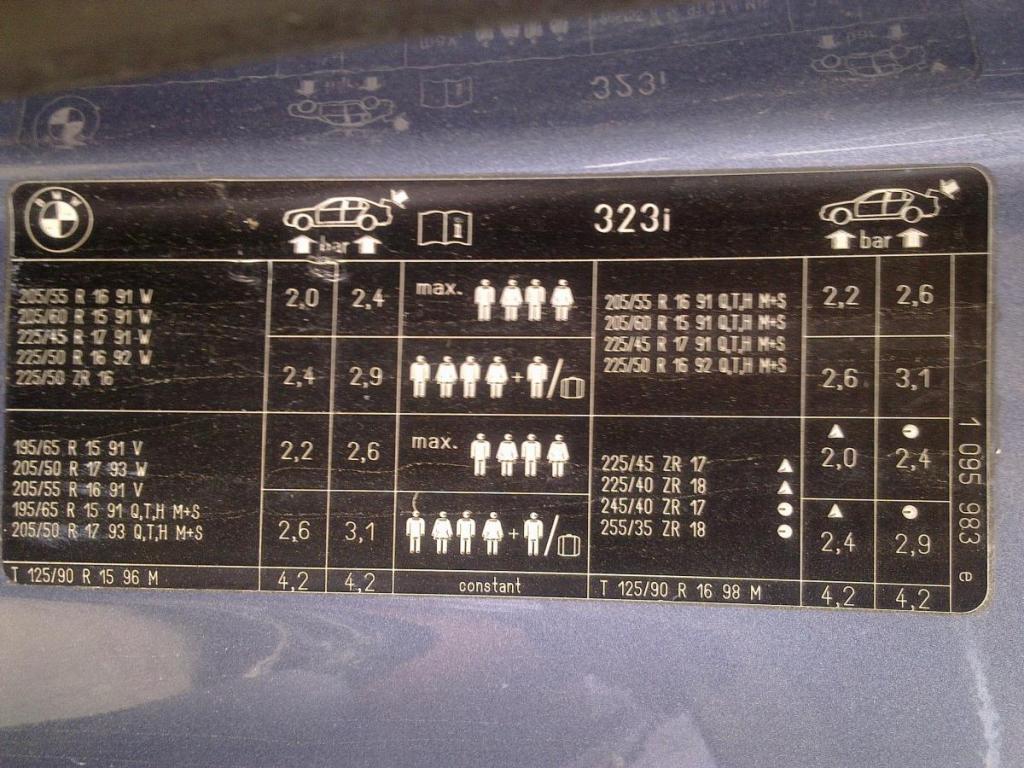 BMW
bar
323i
bar
205/55 R 16 91 W
205/60 R 15 91 W
225/45 R 17 91 W
225/50 R 16 92 W
225/50 ZR 16
2,0 2,4
max.
2,4 2,9
+ /
205/55 R 16 91 Q,T,H M+S
205/60 R 15 91 Q,T,H M+S
225/45 R 17 91 Q,T,H M+S
225/50 R 16 92 Q,T,H M+S
2,2 2,6
2,6 3,1
195/65 R 15 91 V
205/50 R 17 93 W
205/55 R 16 91 V
195/65 R 15 91 Q,T,H M+S
205/50 R 17 93 Q,T,H M+S
2,2 2,6
max.
2,6 3,1
+ /
225/45 ZR 17
225/40 ZR 18
245/40 ZR 17
255/35 ZR 18
2,0 2,4
2,4 2,9
T 125/90 R 15 96 M
4,2 4,2
constant
T 125/90 R 16 98 M
4,2 4,2
1 095 983 e